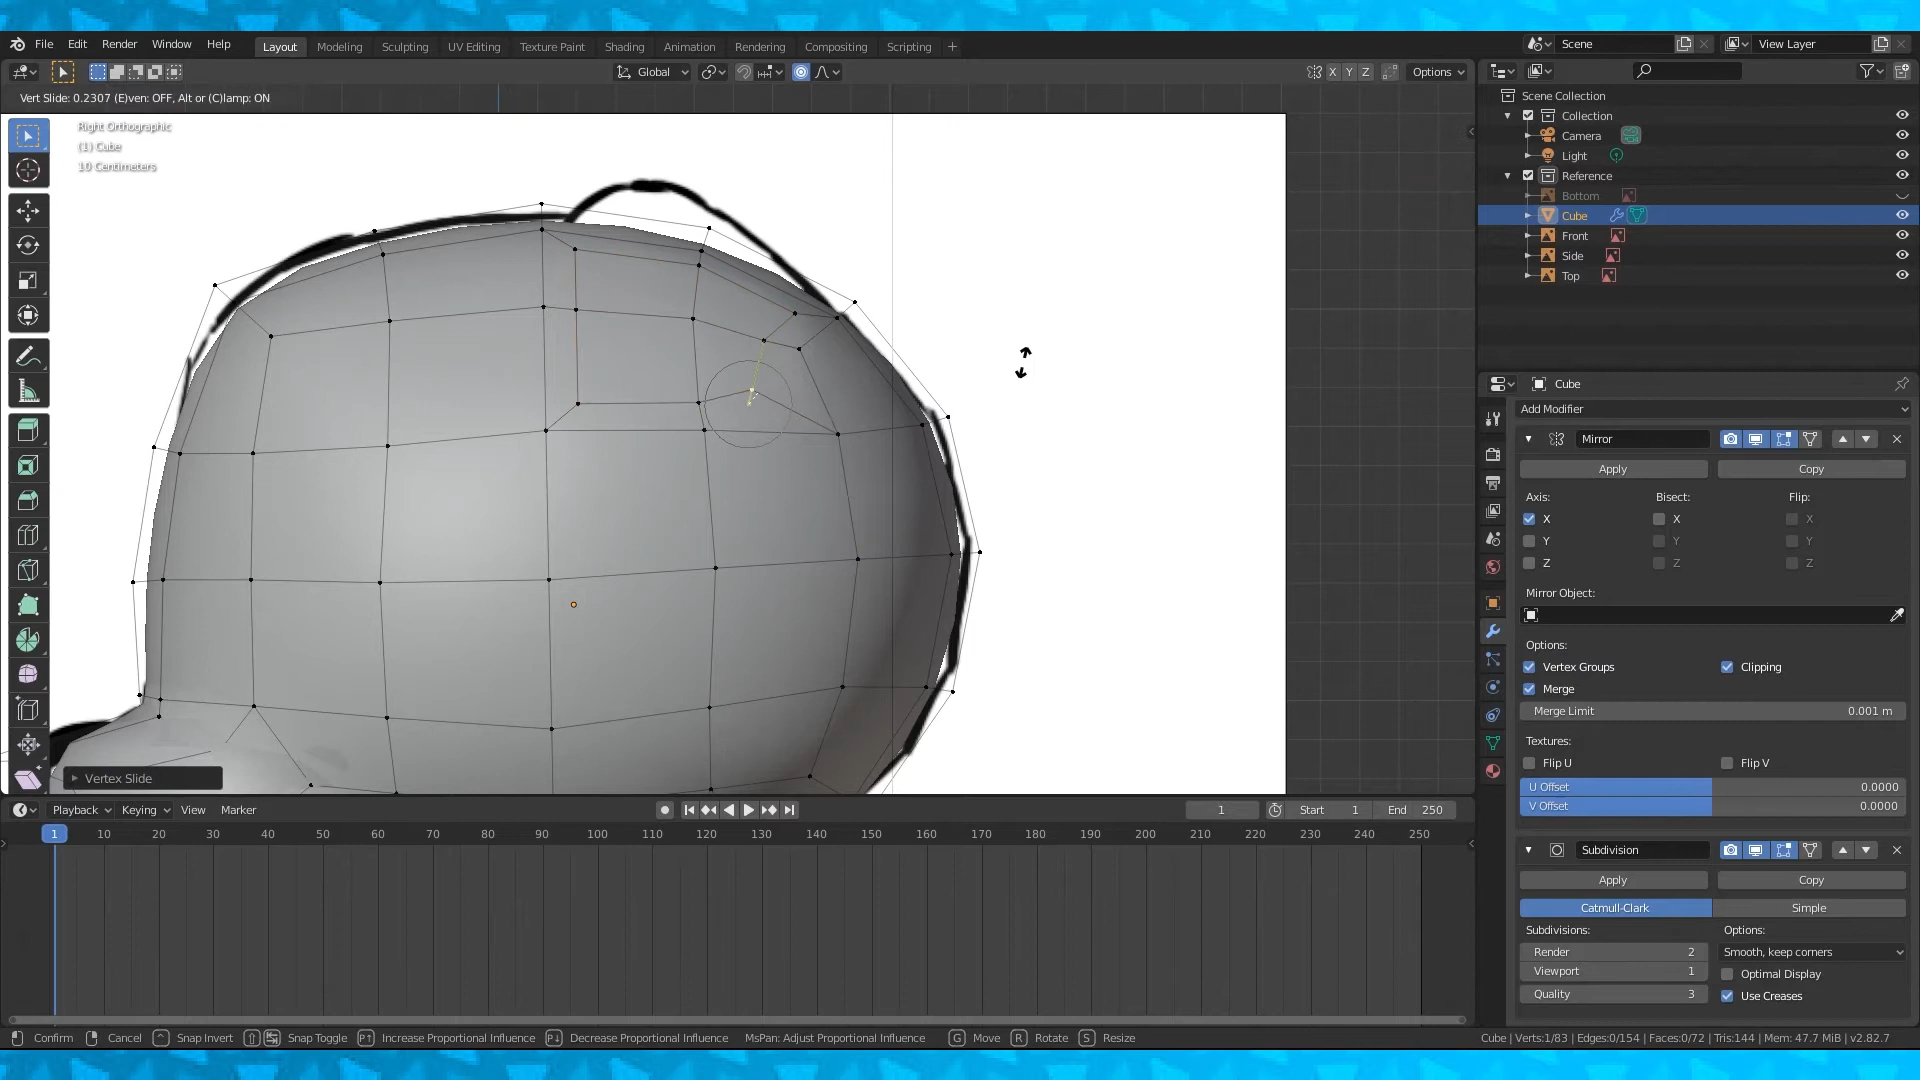 File Edit Render Window Help Layout Modeling Sculpting UV Editing Texture Paint Shading Animation Rendering Compositing Scripting + Scene View Layer
Global X Y Z Options
Vert Slide: 0.2307 (E)ven: OFF, Alt or (C)lamp: ON
Right Orthographic
(1) Cube
10 Centimeters
Vertex Slide
Scene Collection
Collection
Camera
Light
Reference
Bottom
Cube
Front
Side
Top
Cube
Add Modifier
Mirror
Apply Copy
Axis: Bisect: Flip:
X X X
Y Y Y
Z Z Z
Mirror Object:
Options:
Vertex Groups Clipping
Merge
Merge Limit 0.001 m
Textures:
Flip U Flip V
U Offset 0.0000
V Offset 0.0000
Subdivision
Apply Copy
Catmull-Clark Simple
Subdivisions: Options:
Render 2 Smooth, keep corners
Viewport 1 Optimal Display
Quality 3 Use Creases
Playback Keying View Marker 1 Start 1 End 250
1 10 20 30 40 50 60 70 80 90 100 110 120 130 140 150 160 170 180 190 200 210 220 230 240 250
Confirm Cancel Snap Invert Snap Toggle Increase Proportional Influence Decrease Proportional Influence MsPan: Adjust Proportional Influence G Move R Rotate S Resize Cube | Verts:1/83 | Edges:0/154 | Faces:0/72 | Tris:144 | Mem: 47.7 MiB | v2.82.7